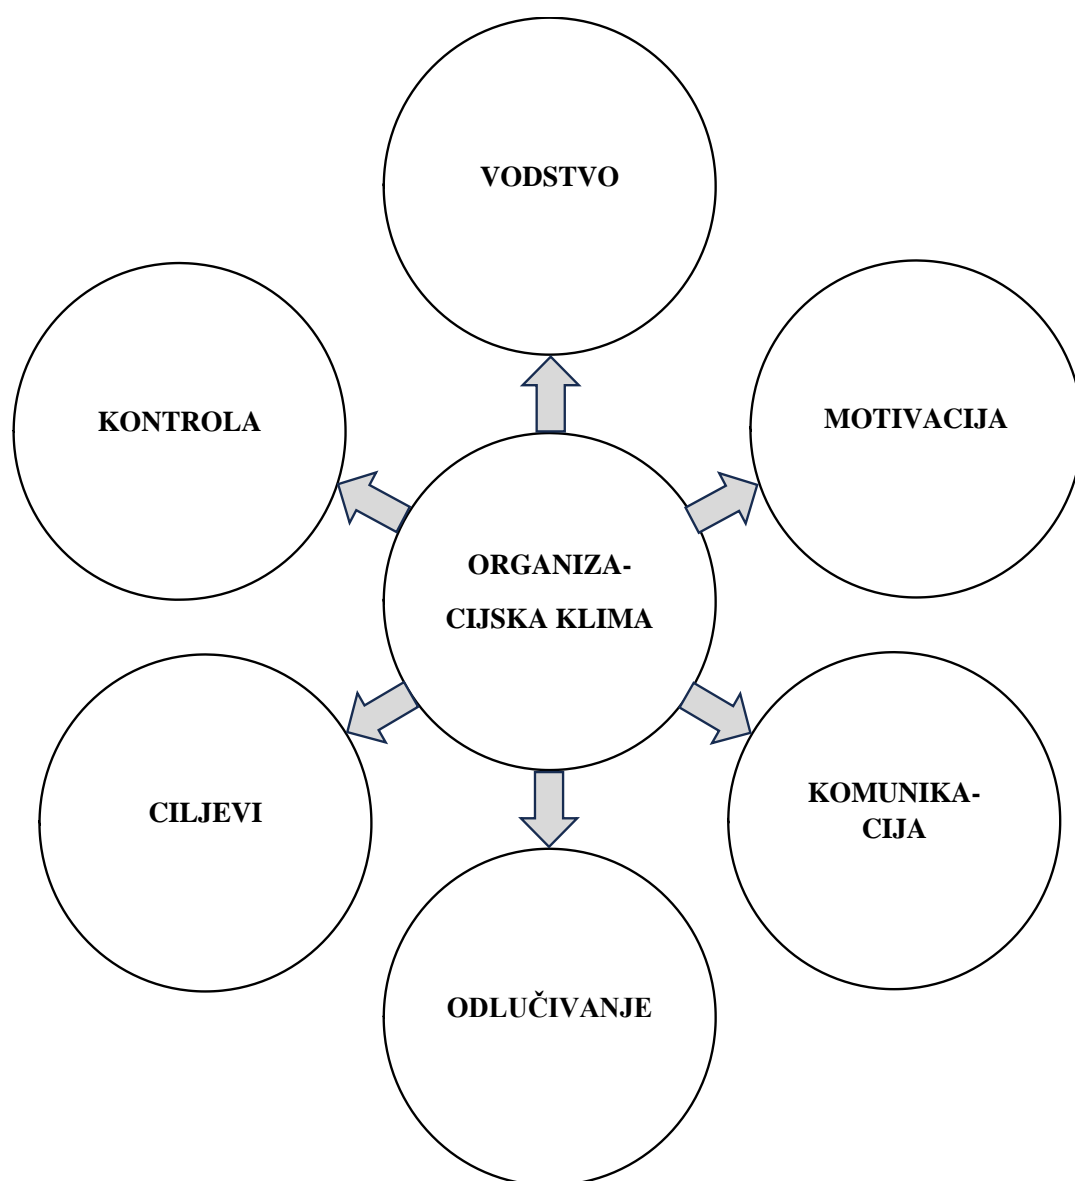 VODSTVO
KONTROLA
MOTIVACIJA
ORGANIZA-
CIJSKA KLIMA
CILJEVI
KOMUNIKA-
CIJA
ODLUČIVANJE